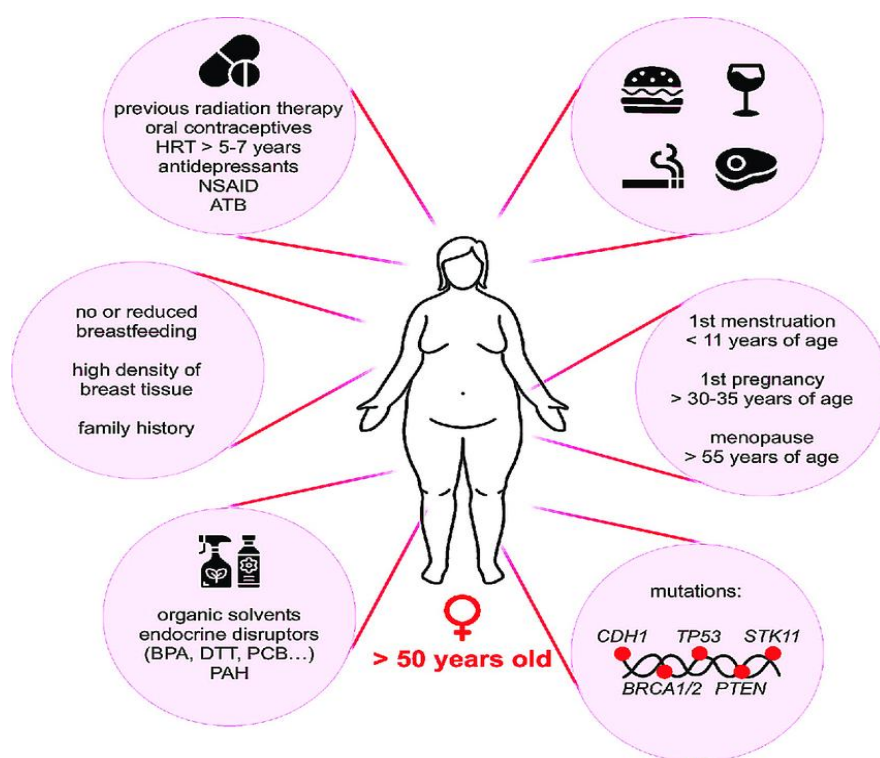 previous radiation therapy
oral contraceptives
HRT > 5-7 years
antidepressants
NSAID
ATB
no or reduced
breastfeeding
high density of
breast tissue
family history
1st menstruation
< 11 years of age
1st pregnancy
> 30-35 years of age
menopause
> 55 years of age
organic solvents
endocrine disruptors
(BPA, DTT, PCB...)
PAH
> 50 years old
mutations:
CDH1 TP53 STK11
BRCA1/2 PTEN